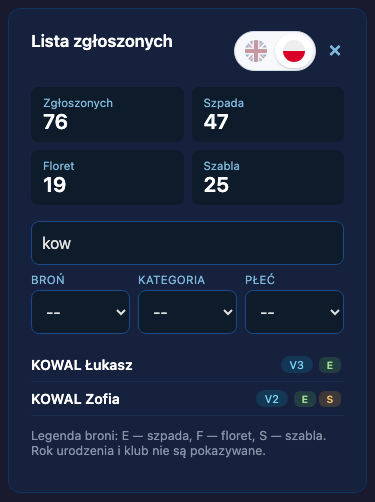 Lista zgłoszonych
✕
Zgłoszonych
76
Szpada
47
Floret
19
Szabla
25
kow
BROŃ KATEGORIA PŁEĆ
-- -- --
KOWAL Łukasz V3 E
KOWAL Zofia V2 E S
Legenda broni: E — szpada, F — floret, S — szabla.
Rok urodzenia i klub nie są pokazywane.